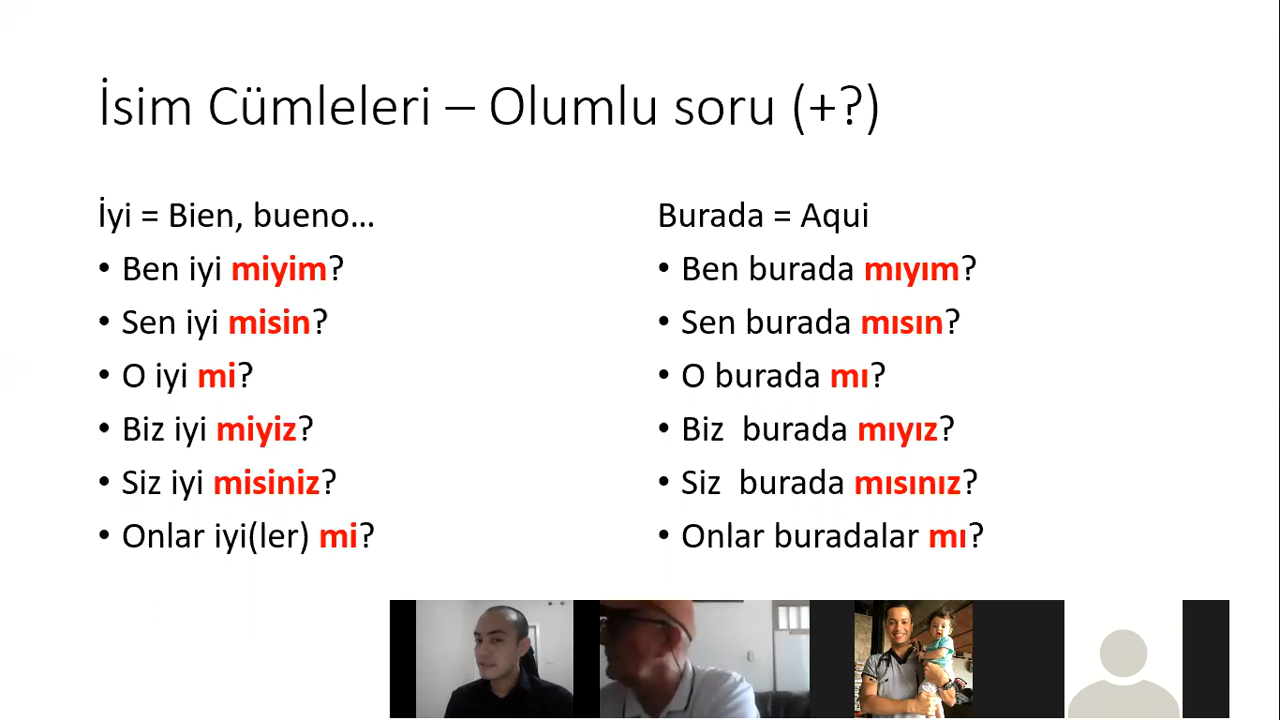 İsim Cümleleri – Olumlu soru (+?)
İyi = Bien, bueno…
• Ben iyi miyim?
• Sen iyi misin?
• O iyi mi?
• Biz iyi miyiz?
• Siz iyi misiniz?
• Onlar iyi(ler) mi?
Burada = Aqui
• Ben burada mıyım?
• Sen burada mısın?
• O burada mı?
• Biz  burada mıyız?
• Siz  burada mısınız?
• Onlar buradalar mı?